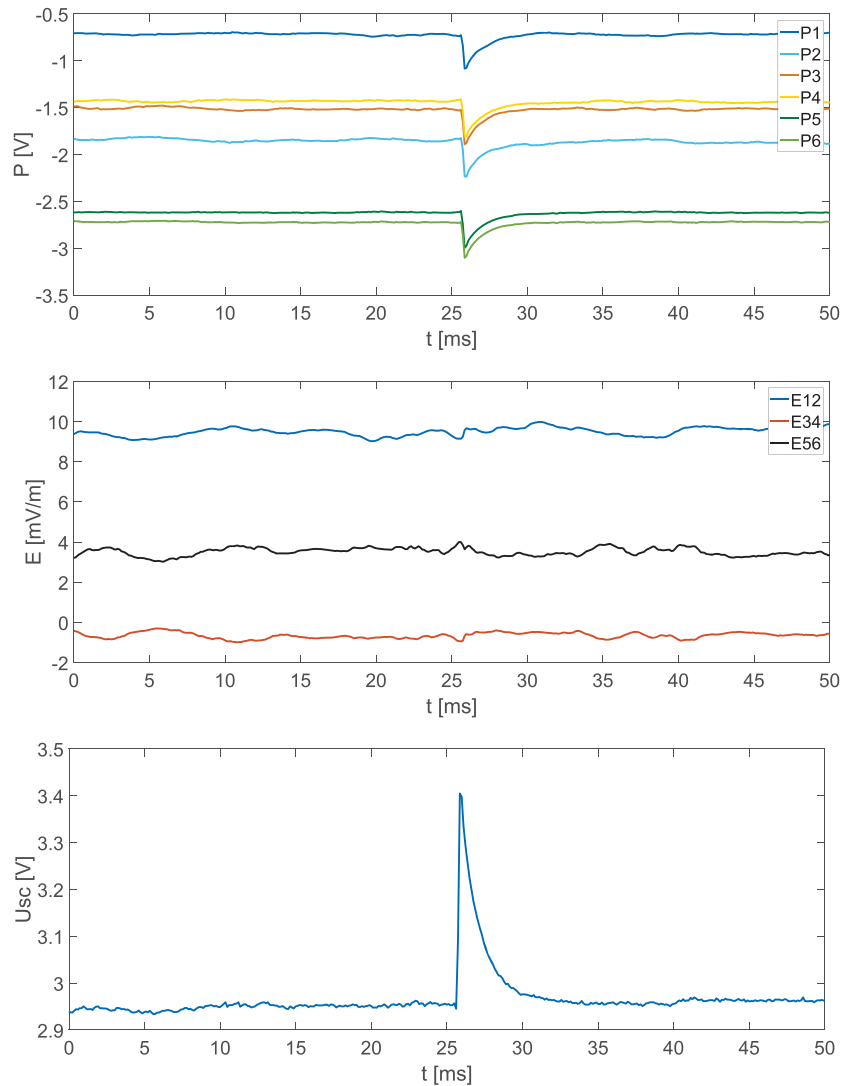 -0.5
-1
-1.5
-2
-2.5
-3
-3.5
P [V]
P1
P2
P3
P4
P5
P6
0 5 10 15 20 25 30 35 40 45 50
t [ms]
12
10
8
6
4
2
0
-2
E [mV/m]
E12
E34
E56
0 5 10 15 20 25 30 35 40 45 50
t [ms]
3.5
3.4
3.3
3.2
3.1
3
2.9
Usc [V]
0 5 10 15 20 25 30 35 40 45 50
t [ms]